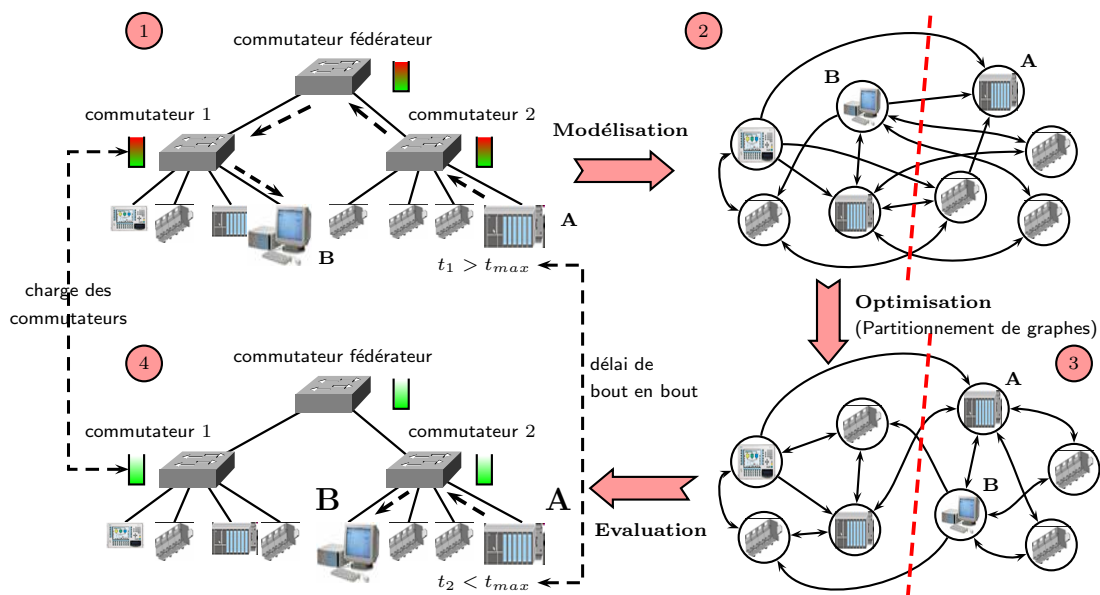 1
commutateur fédérateur
commutateur 1
commutateur 2
A
B
t1 > tmax
charge des
commutateurs
Modélisation
2
B
A
Optimisation
(Partitionnement de graphes)
3
A
B
délai de
bout en bout
Evaluation
4
commutateur fédérateur
commutateur 1
commutateur 2
B
A
t2 < tmax